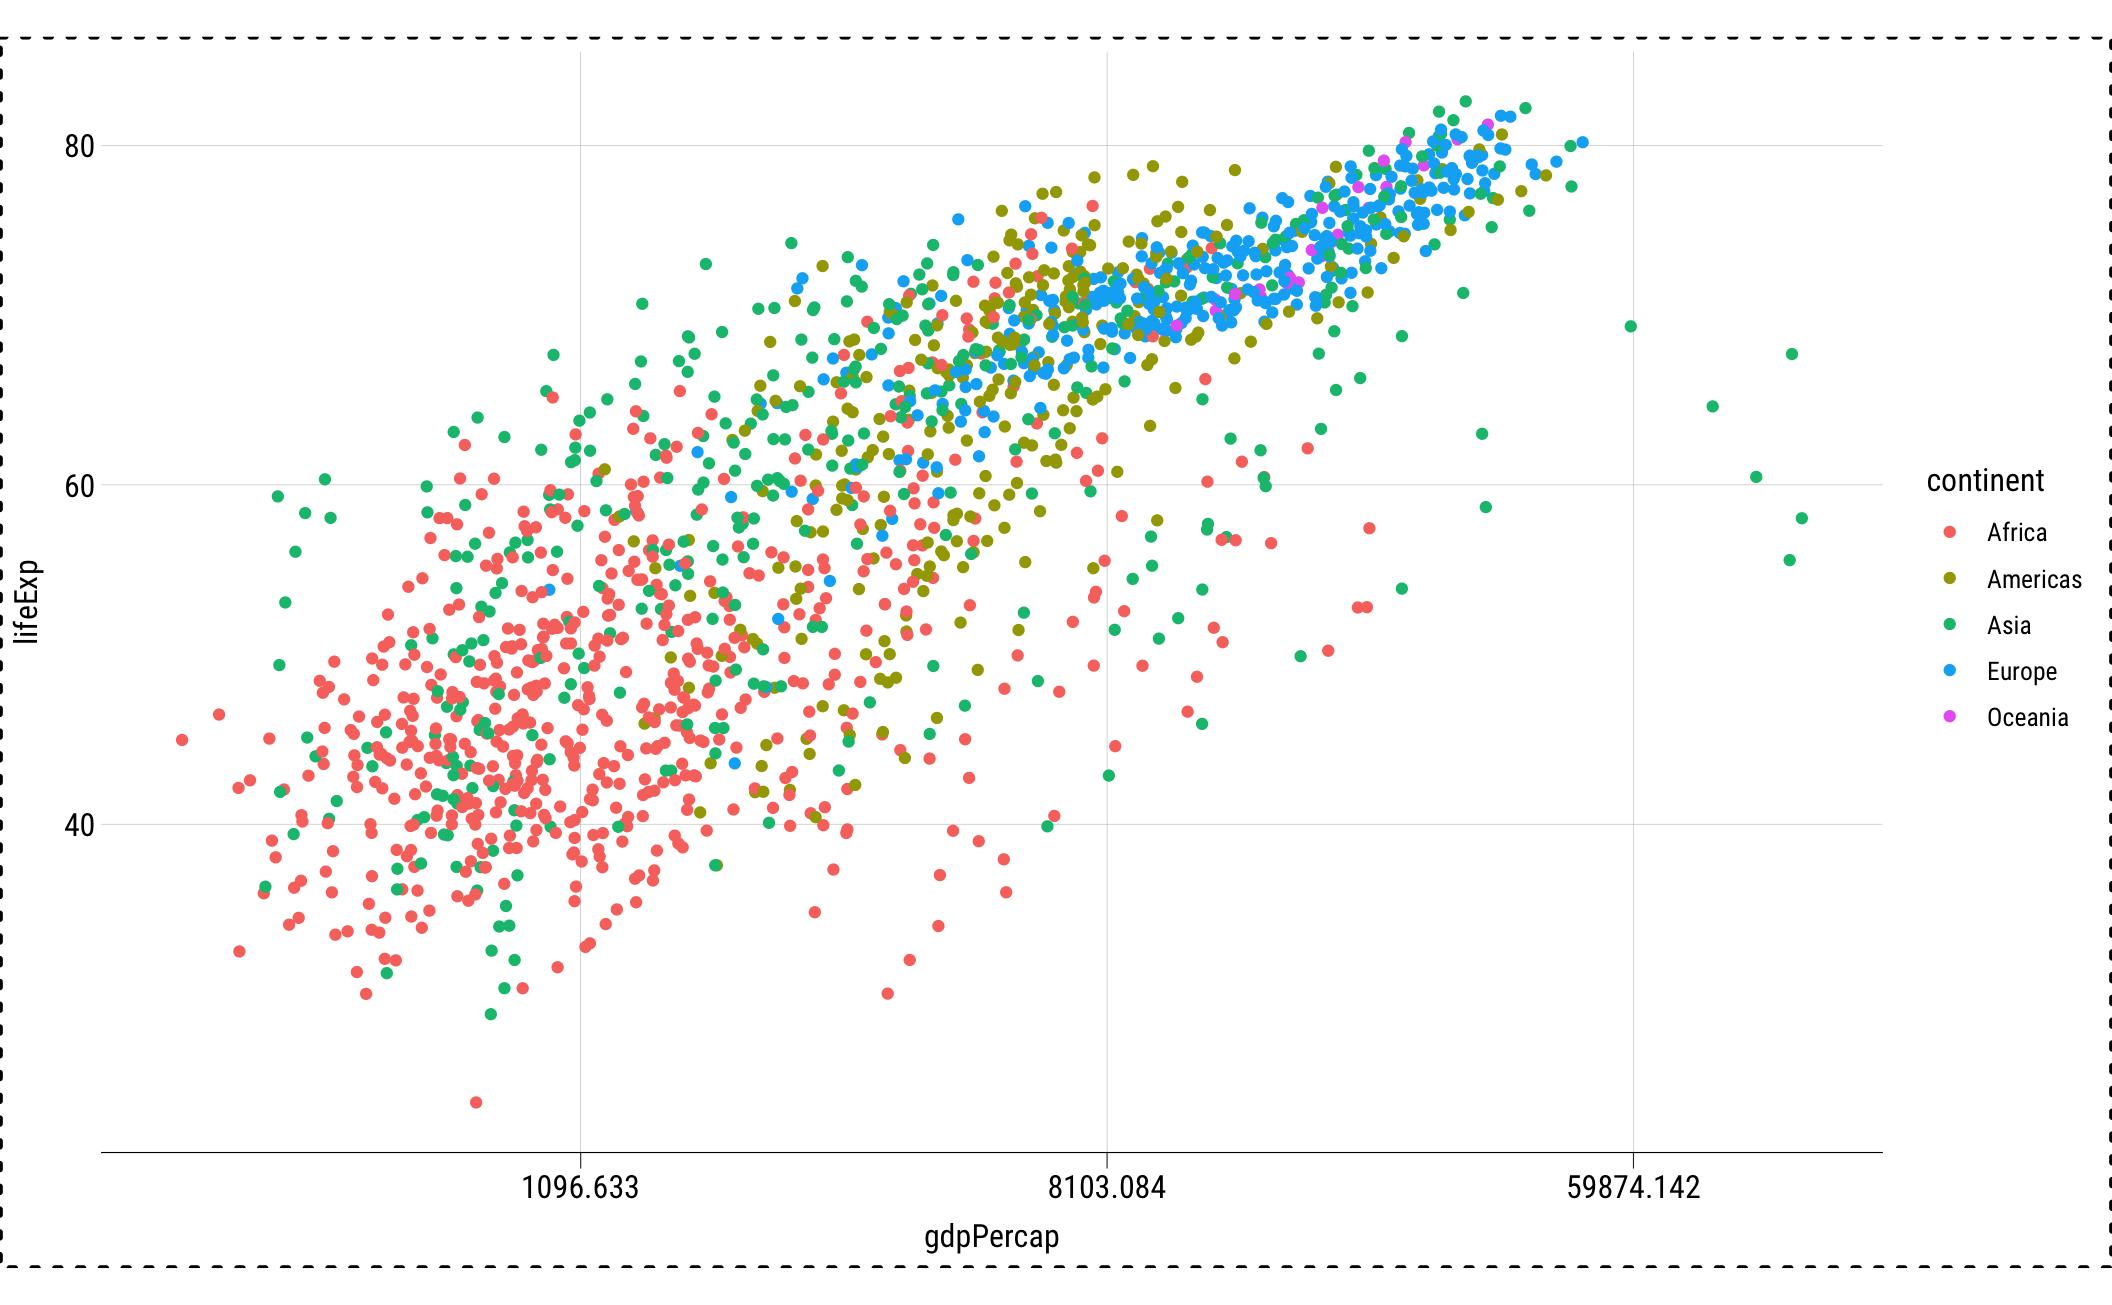 80
60
40
lifeExp
1096.633
8103.084
59874.142
gdpPercap
continent
Africa
Americas
Asia
Europe
Oceania